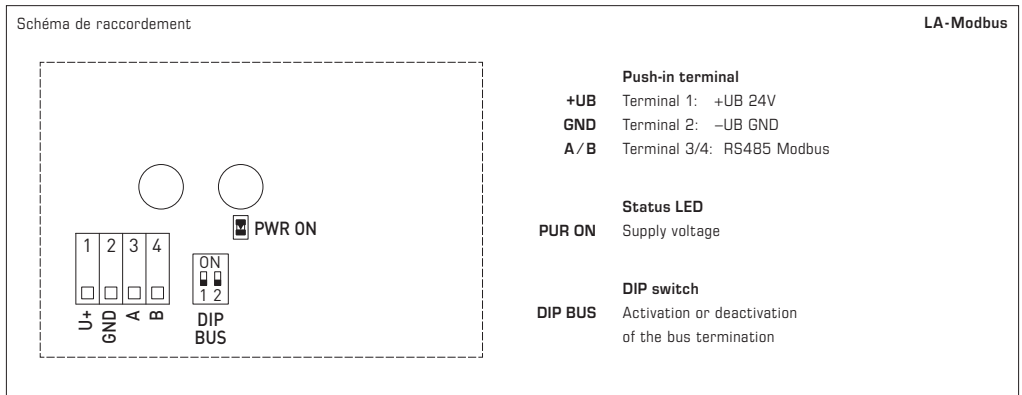 Schéma de raccordement
LA-Modbus
PWR ON
1 2 3 4
U+
GND
A
B
ON
1 2
DIP
BUS
Push-in terminal
+UB Terminal 1: +UB 24V
GND Terminal 2: –UB GND
A/B Terminal 3/4: RS485 Modbus
Status LED
PUR ON Supply voltage
DIP switch
DIP BUS Activation or deactivation
of the bus termination